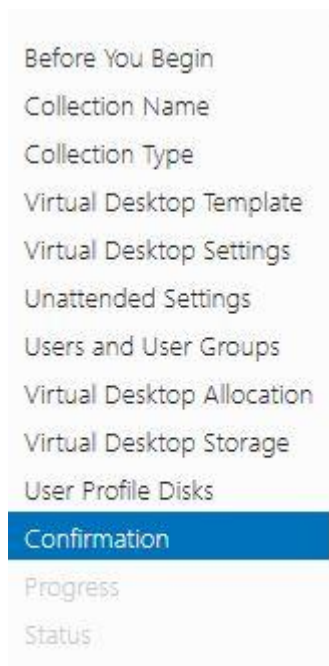 Before You Begin
Collection Name
Collection Type
Virtual Desktop Template
Virtual Desktop Settings
Unattended Settings
Users and User Groups
Virtual Desktop Allocation
Virtual Desktop Storage
User Profile Disks
Confirmation
Progress
Status